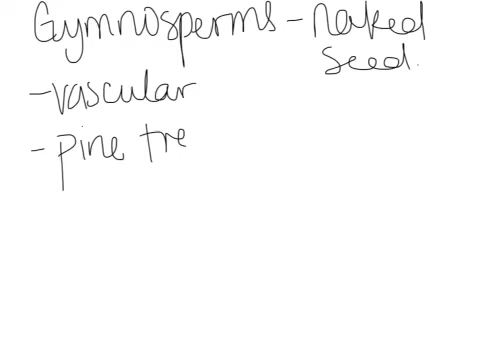 Gymnosperms - naked
seed.
- vascular
- pine tre